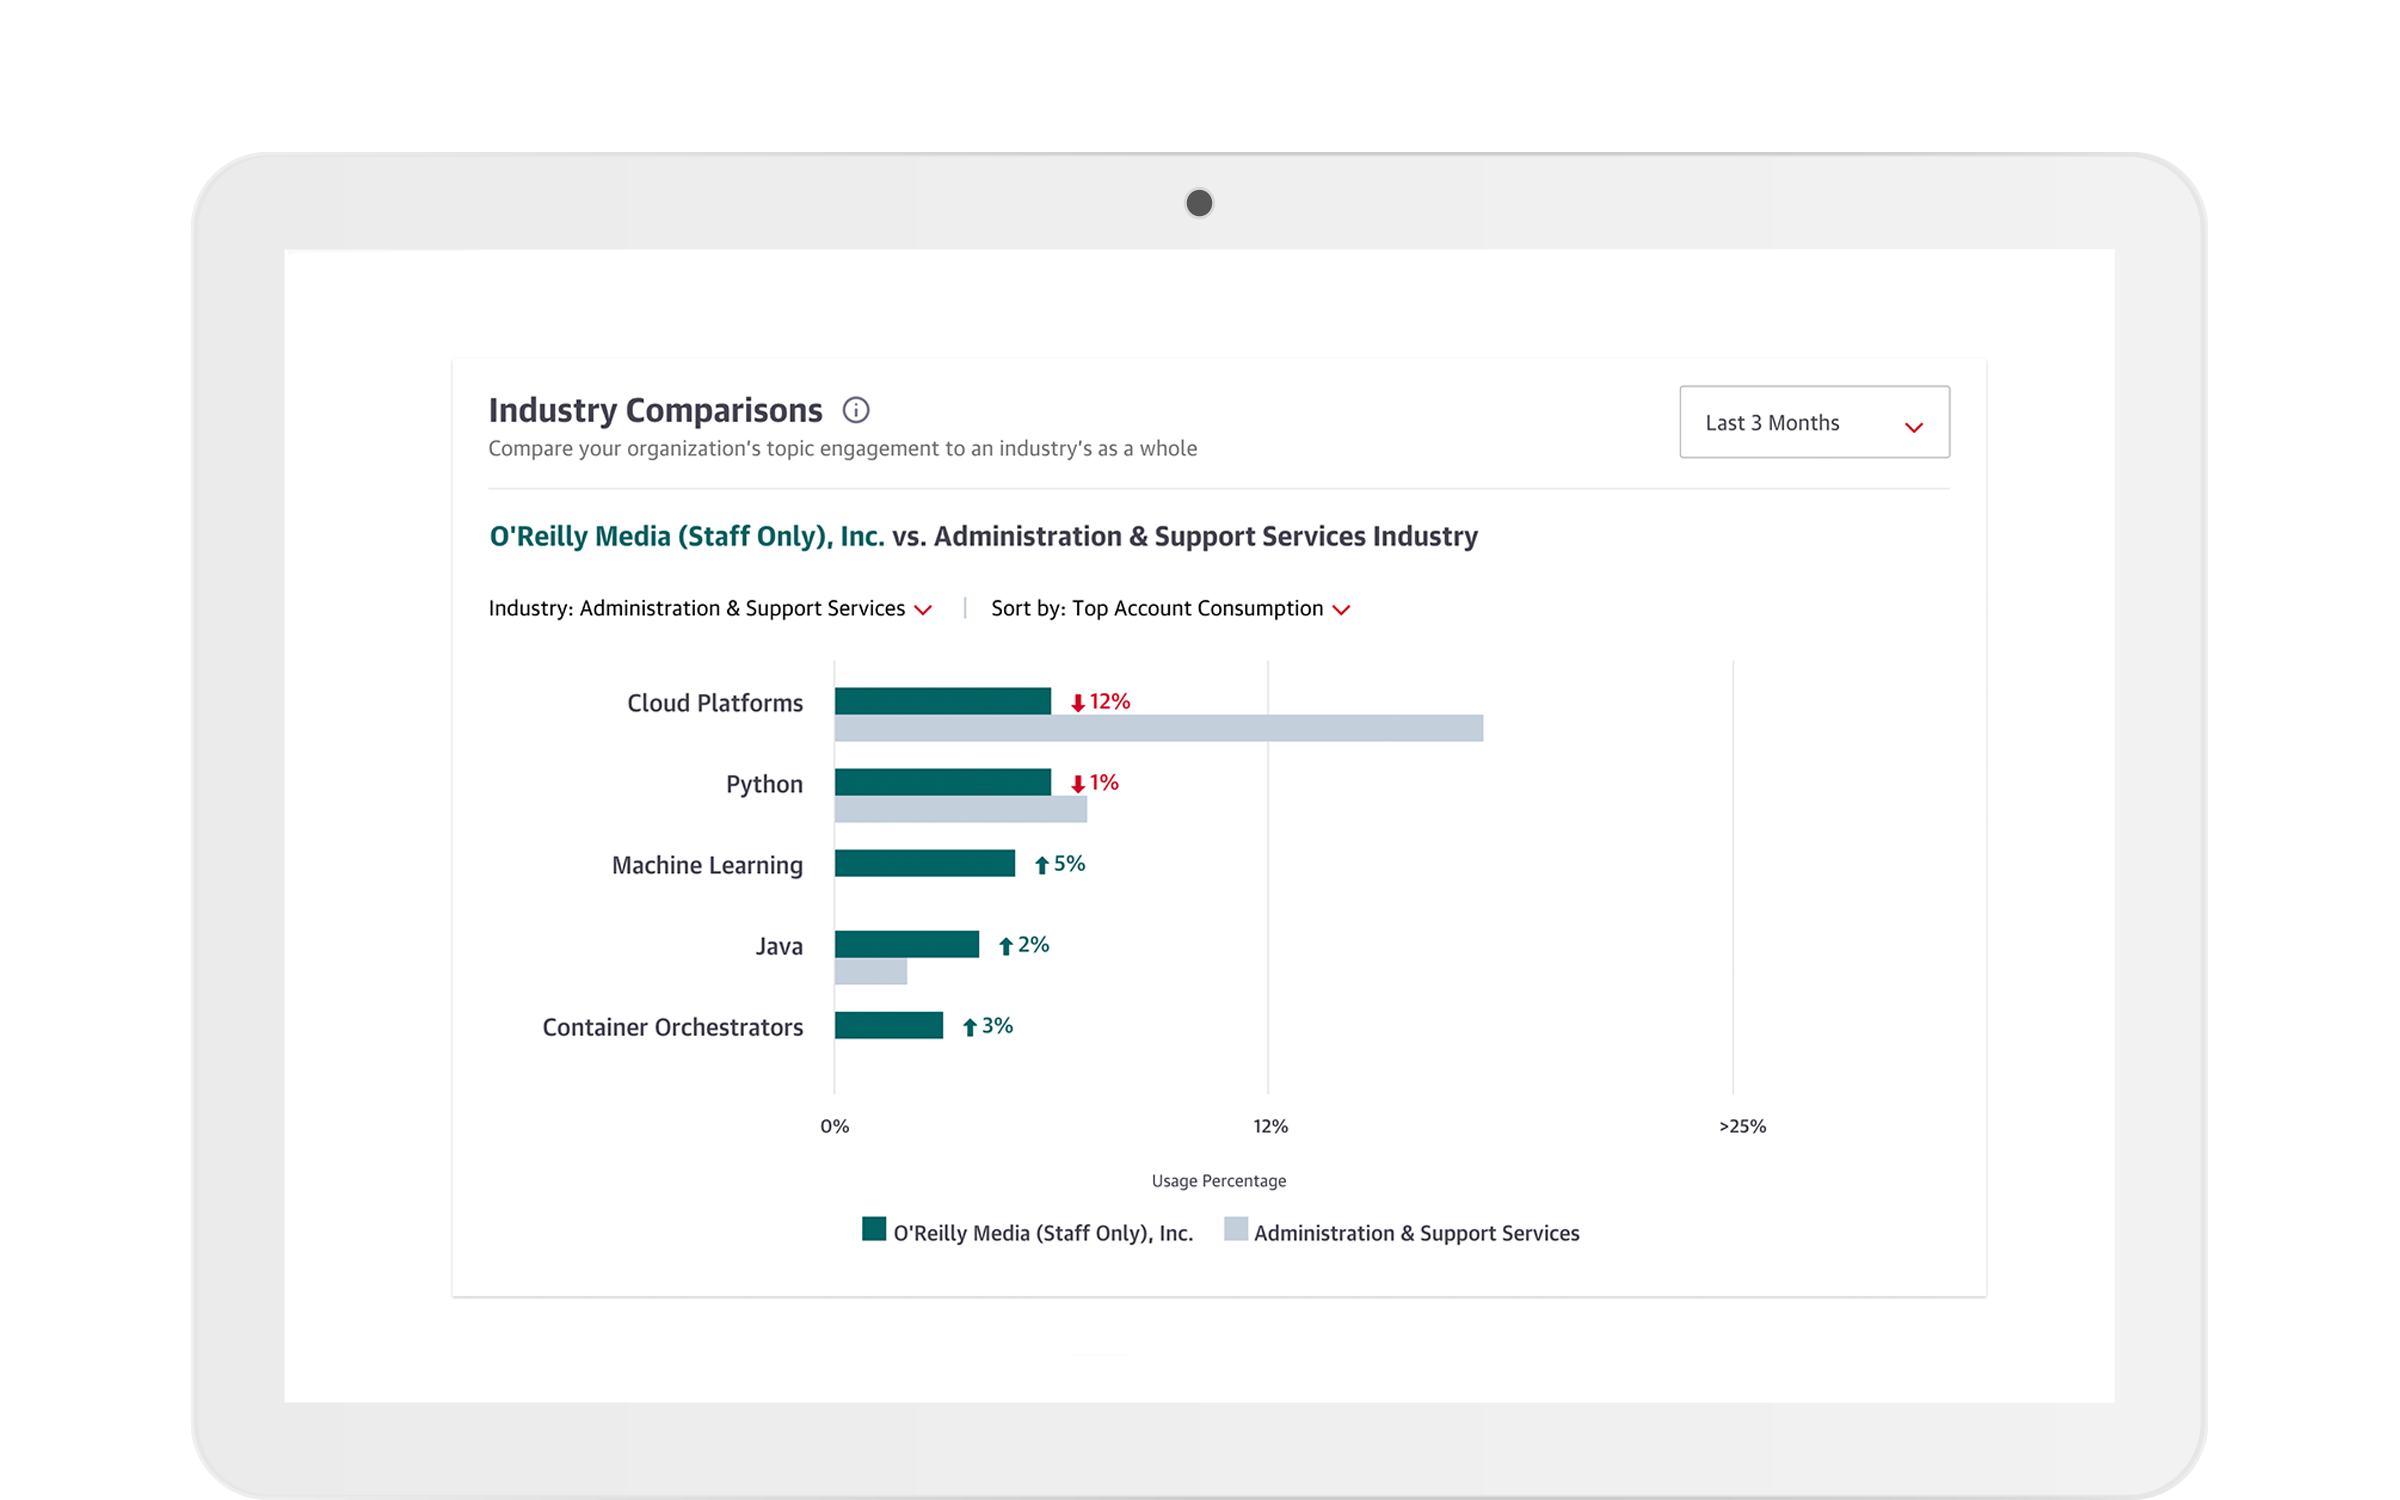 Industry Comparisons
Last 3 Months
Compare your organization's topic engagement to an industry's as a whole
O'Reilly Media (Staff Only), Inc. vs. Administration & Support Services Industry
Industry: Administration & Support Services | Sort by: Top Account Consumption
Cloud Platforms 12%
Python 1%
Machine Learning 5%
Java 2%
Container Orchestrators 3%
0% 12% >25%
Usage Percentage
O'Reilly Media (Staff Only), Inc. Administration & Support Services